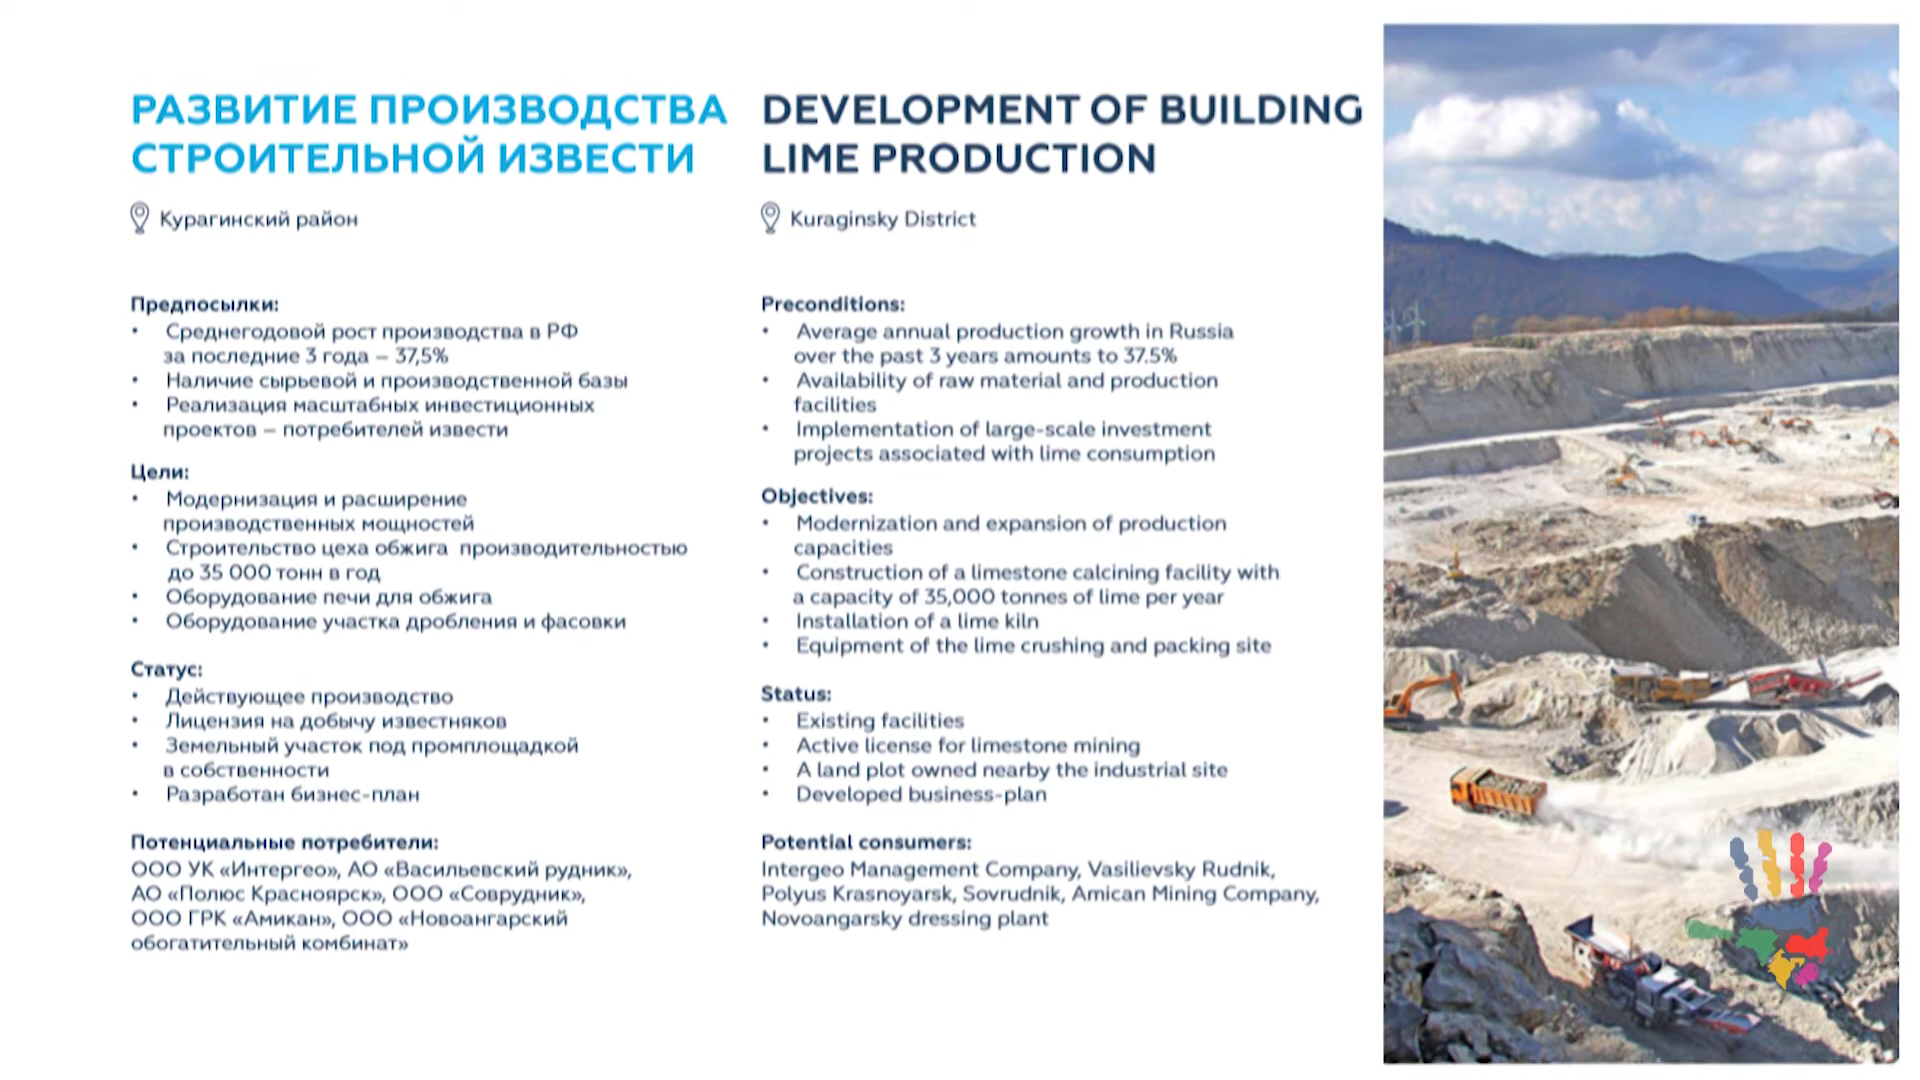 РАЗВИТИЕ ПРОИЗВОДСТВА
СТРОИТЕЛЬНОЙ ИЗВЕСТИ
Курагинский район
Предпосылки:
• Среднегодовой рост производства в РФ
за последние 3 года – 37,5%
• Наличие сырьевой и производственной базы
• Реализация масштабных инвестиционных
проектов – потребителей извести
Цели:
• Модернизация и расширение
производственных мощностей
• Строительство цеха обжига производительностью
до 35 000 тонн в год
• Оборудование печи для обжига
• Оборудование участка дробления и фасовки
Статус:
• Действующее производство
• Лицензия на добычу известняков
• Земельный участок под промплощадкой
в собственности
• Разработан бизнес-план
Потенциальные потребители:
ООО УК «Интергео», АО «Васильевский рудник»,
АО «Полюс Красноярск», ООО «Соврудник»,
ООО ГРК «Амикан», ООО «Новоангарский
обогатительный комбинат»
DEVELOPMENT OF BUILDING
LIME PRODUCTION
Kuraginsky District
Preconditions:
• Average annual production growth in Russia
over the past 3 years amounts to 37.5%
• Availability of raw material and production
facilities
• Implementation of large-scale investment
projects associated with lime consumption
Objectives:
• Modernization and expansion of production
capacities
• Construction of a limestone calcining facility with
a capacity of 35,000 tonnes of lime per year
• Installation of a lime kiln
• Equipment of the lime crushing and packing site
Status:
• Existing facilities
• Active license for limestone mining
• A land plot owned nearby the industrial site
• Developed business-plan
Potential consumers:
Intergeo Management Company, Vasilievsky Rudnik,
Polyus Krasnoyarsk, Sovrudnik, Amican Mining Company,
Novoangarsky dressing plant